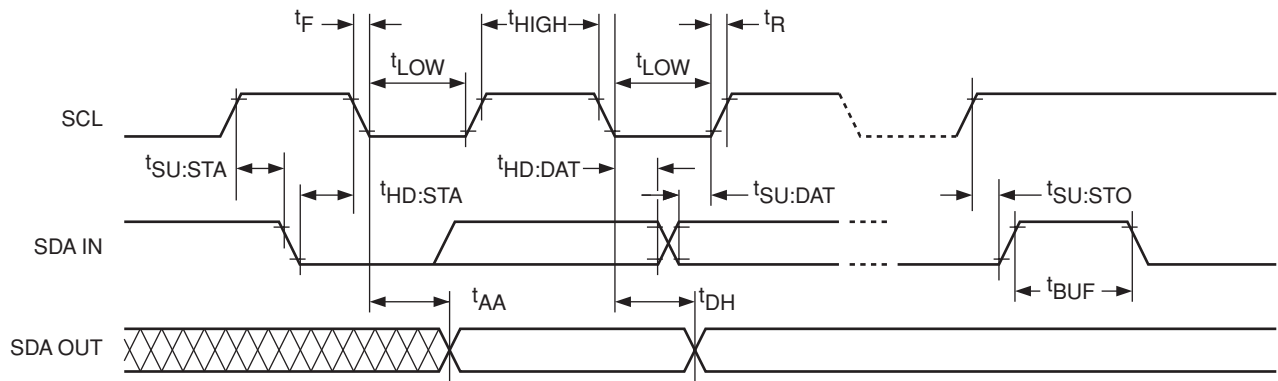 tF
tHIGH
tR
tLOW
tLOW
SCL
tSU:STA
tHD:STA
tHD:DAT
tSU:DAT
tSU:STO
SDA IN
tBUF
tAA
tDH
SDA OUT